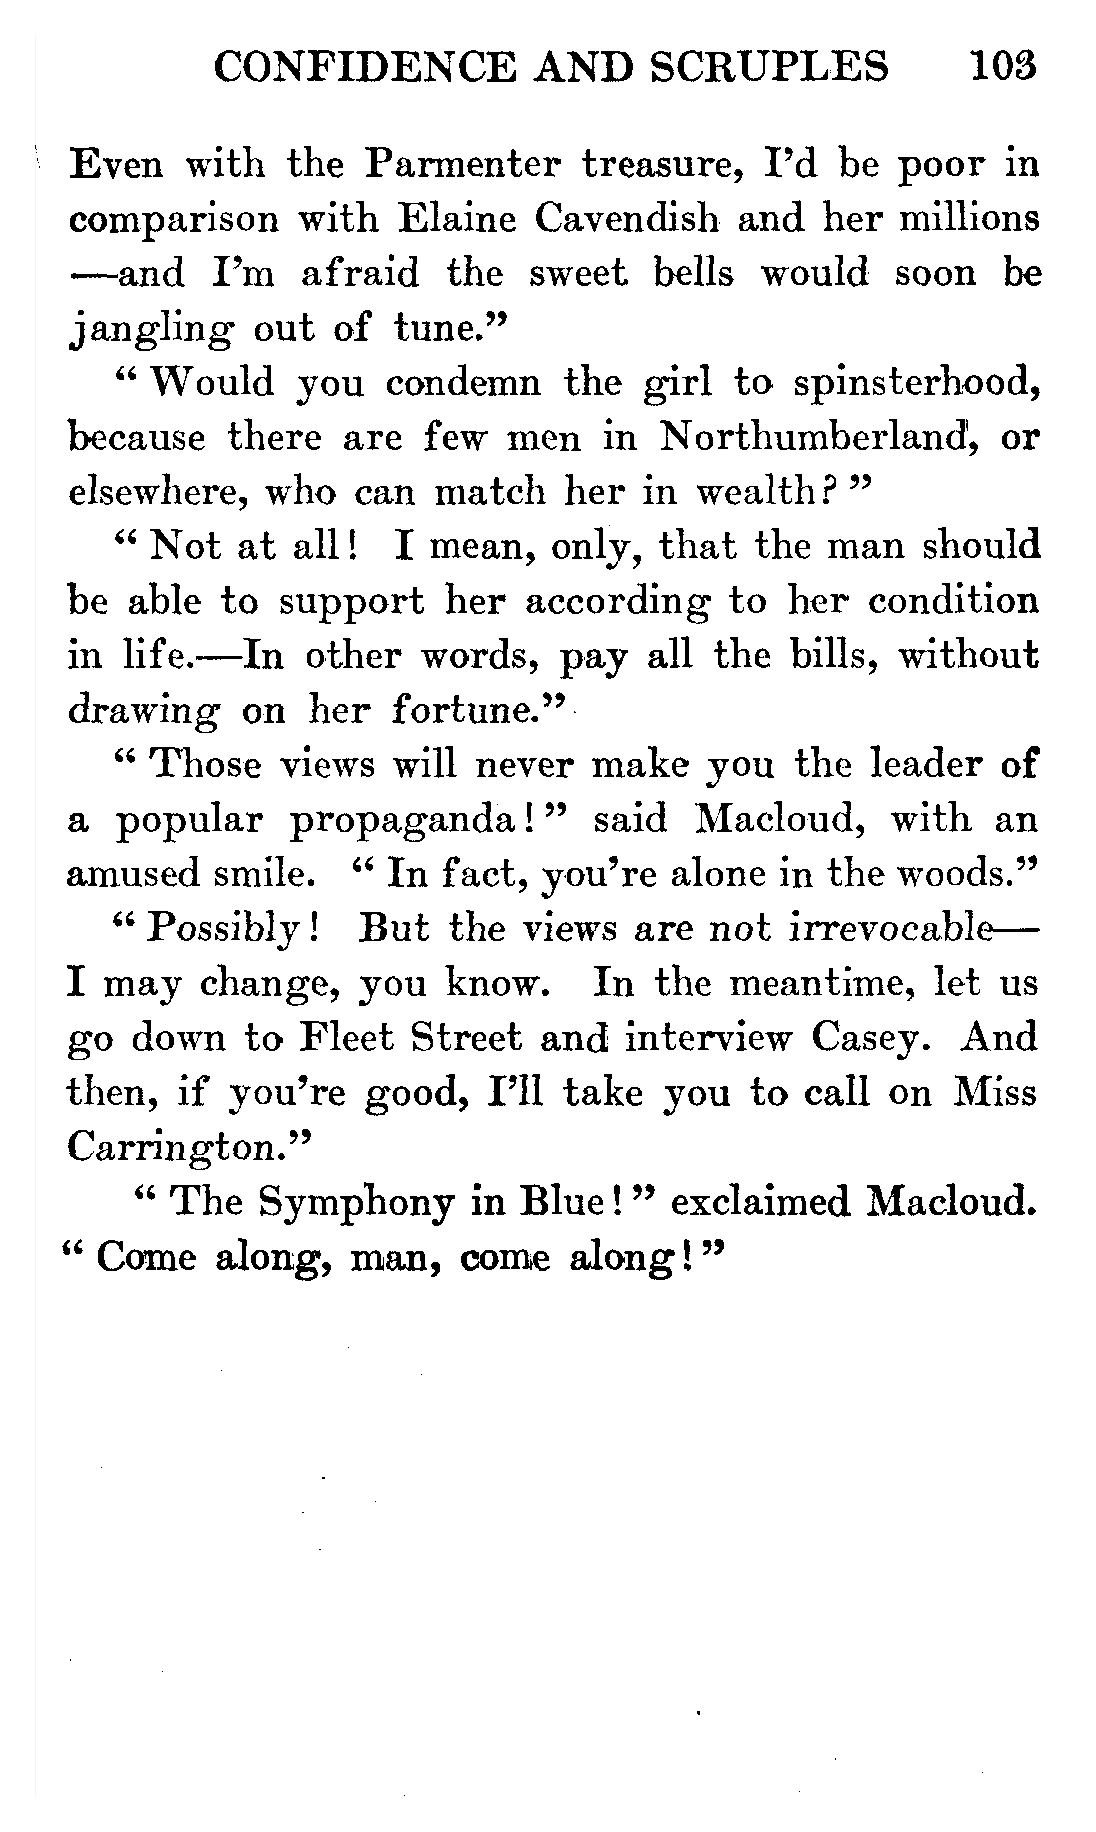 CONFIDENCE AND SCRUPLES 103
Even with the Parmenter treasure, I'd be poor in
comparison with Elaine Cavendish and her millions
—and I'm afraid the sweet bells would soon be
jangling out of tune."
" Would you condemn the girl to spinsterhood,
because there are few men in Northumberland, or
elsewhere, who can match her in wealth? "
" Not at all! I mean, only, that the man should
be able to support her according to her condition
in life.—In other words, pay all the bills, without
drawing on her fortune."
" Those views will never make you the leader of
a popular propaganda! " said Macloud, with an
amused smile. " In fact, you're alone in the woods."
" Possibly! But the views are not irrevocable—
I may change, you know. In the meantime, let us
go down to Fleet Street and interview Casey. And
then, if you're good, I'll take you to call on Miss
Carrington."
" The Symphony in Blue! " exclaimed Macloud.
" Come along, man, come along! "